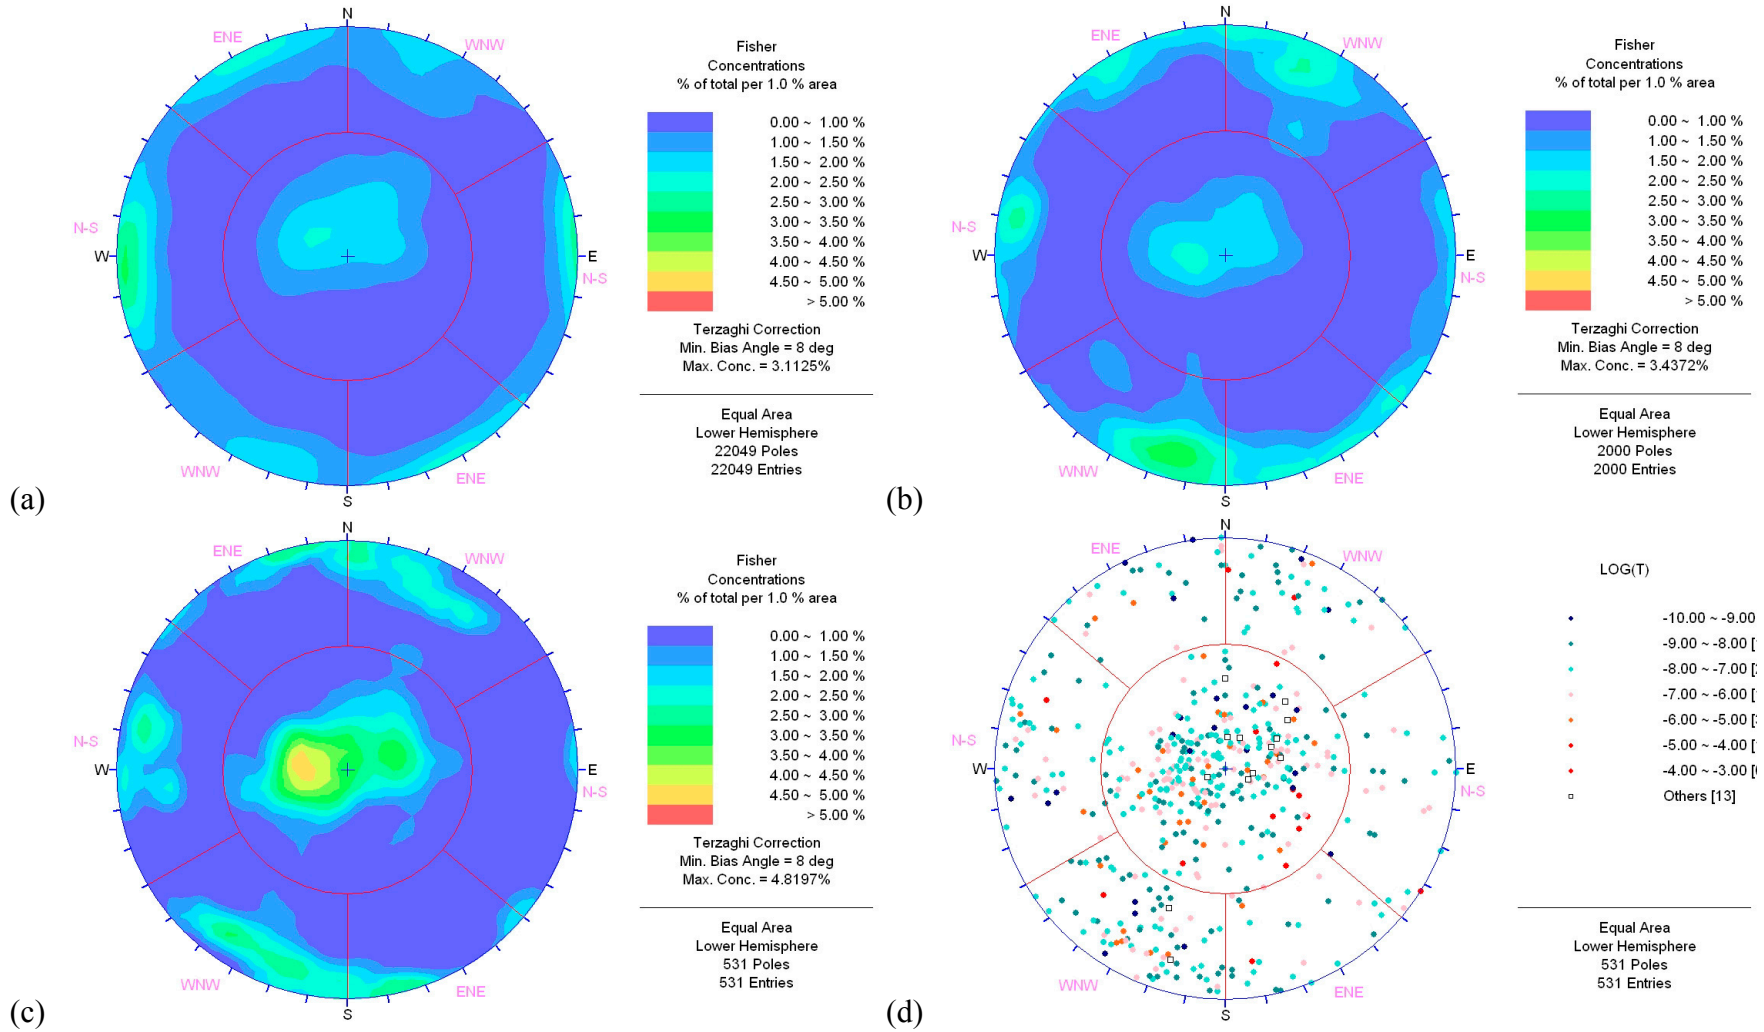 N
ENE
WNW
N-S
W
E
N-S
WNW
ENE
S
(a)
Fisher
Concentrations
% of total per 1.0 % area
0.00 ~ 1.00 %
1.00 ~ 1.50 %
1.50 ~ 2.00 %
2.00 ~ 2.50 %
2.50 ~ 3.00 %
3.00 ~ 3.50 %
3.50 ~ 4.00 %
4.00 ~ 4.50 %
4.50 ~ 5.00 %
> 5.00 %
Terzaghi Correction
Min. Bias Angle = 8 deg
Max. Conc. = 3.1125%
Equal Area
Lower Hemisphere
22049 Poles
22049 Entries
N
ENE
WNW
N-S
W
E
N-S
WNW
ENE
S
(b)
Fisher
Concentrations
% of total per 1.0 % area
0.00 ~ 1.00 %
1.00 ~ 1.50 %
1.50 ~ 2.00 %
2.00 ~ 2.50 %
2.50 ~ 3.00 %
3.00 ~ 3.50 %
3.50 ~ 4.00 %
4.00 ~ 4.50 %
4.50 ~ 5.00 %
> 5.00 %
Terzaghi Correction
Min. Bias Angle = 8 deg
Max. Conc. = 3.4372%
Equal Area
Lower Hemisphere
2000 Poles
2000 Entries
N
ENE
WNW
N-S
W
E
N-S
WNW
ENE
S
(c)
Fisher
Concentrations
% of total per 1.0 % area
0.00 ~ 1.00 %
1.00 ~ 1.50 %
1.50 ~ 2.00 %
2.00 ~ 2.50 %
2.50 ~ 3.00 %
3.00 ~ 3.50 %
3.50 ~ 4.00 %
4.00 ~ 4.50 %
4.50 ~ 5.00 %
> 5.00 %
Terzaghi Correction
Min. Bias Angle = 8 deg
Max. Conc. = 4.8197%
Equal Area
Lower Hemisphere
531 Poles
531 Entries
N
ENE
WNW
N-S
W
E
N-S
WNW
ENE
S
(d)
LOG(T)
-10.00 ~ -9.00
-9.00 ~ -8.00
-8.00 ~ -7.00
-7.00 ~ -6.00
-6.00 ~ -5.00
-5.00 ~ -4.00
-4.00 ~ -3.00
Others [13]
Equal Area
Lower Hemisphere
531 Poles
531 Entries